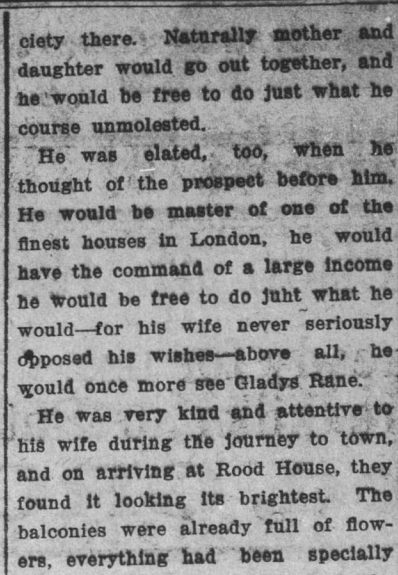 ciety there. Naturally mother and
daughter would go out together, and
he would be free to do just what he
course unmolested.
He was elated, too, when he
thought of the prospect before him.
He would be master of one of the
finest houses in London, he would
have the command of a large income
he would be free to do juht what he
would—for his wife never seriously
opposed his wishes—above all, he
would once more see Gladys Rane.
He was very kind and attentive to
his wife during the journey to town,
and on arriving at Rood House, they
found it looking its brightest. The
balconies were already full of flow-
ers, everything had been specially